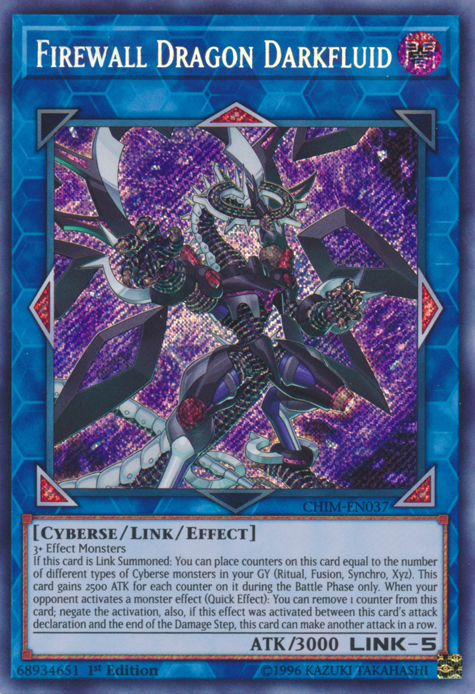 FIREWALL DRAGON DARKFLUID
CHIM-EN037
[CYBERSE/LINK/EFFECT]
3+ Effect Monsters
If this card is Link Summoned: You can place counters on this card equal to the number
of different types of Cyberse monsters in your GY (Ritual, Fusion, Synchro, Xyz). This
card gains 2500 ATK for each counter on it during the Battle Phase only. When your
opponent activates a monster effect (Quick Effect): You can remove 1 counter from this
card; negate the activation, also, if this effect was activated between this card's attack
declaration and the end of the Damage Step, this card can make another attack in a row.
ATK/3000 LINK-5
68934651 1st Edition ©1996 KAZUKI TAKAHASHI